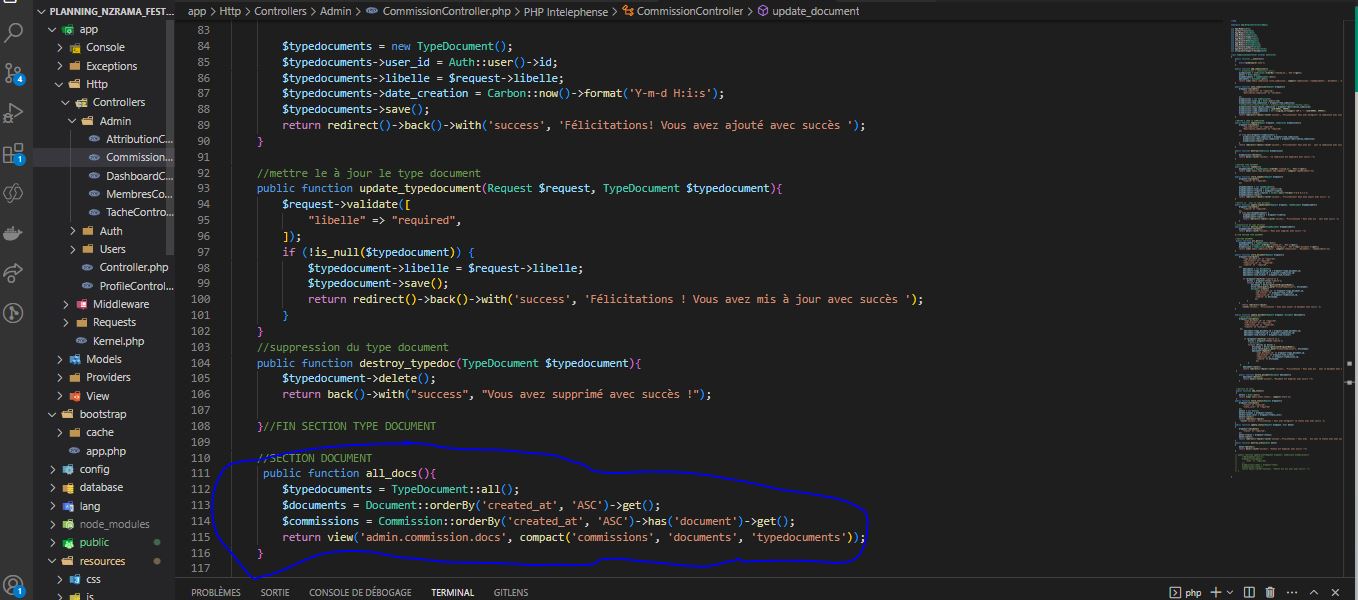 PLANNING_NZRAMA_FEST...
app
Console
Exceptions
Http
Controllers
Admin
AttributionC...
Commission...
DashboardC...
MembresCo...
TacheContro...
Auth
Users
Controller.php
ProfileControl...
Middleware
Requests
Kernel.php
Models
Providers
View
bootstrap
cache
app.php
config
database
lang
node_modules
public
resources
css
js
4
1
1
app > Http > Controllers > Admin > CommissionController.php > PHP Intelephense > CommissionController > update_document
83
84 $typedocuments = new TypeDocument();
85 $typedocuments->user_id = Auth::user()->id;
86 $typedocuments->libelle = $request->libelle;
87 $typedocuments->date_creation = Carbon::now()->format('Y-m-d H:i:s');
88 $typedocuments->save();
89 return redirect()->back()->with('success', 'Félicitations! Vous avez ajouté avec succès ');
90 }
91
92 //mettre le à jour le type document
93 public function update_typedocument(Request $request, TypeDocument $typedocument){
94 $request->validate([
95 "libelle" => "required",
96 ]);
97 if (!is_null($typedocument)) {
98 $typedocument->libelle = $request->libelle;
99 $typedocument->save();
100 return redirect()->back()->with('success', 'Félicitations ! Vous avez mis à jour avec succès ');
101 }
102 }
103 //suppression du type document
104 public function destroy_typedoc(TypeDocument $typedocument){
105 $typedocument->delete();
106 return back()->with("success", "Vous avez supprimé avec succès !");
107
108 }//FIN SECTION TYPE DOCUMENT
109
110 //SECTION DOCUMENT
111 public function all_docs(){
112 $typedocuments = TypeDocument::all();
113 $documents = Document::orderBy('created_at', 'ASC')->get();
114 $commissions = Commission::orderBy('created_at', 'ASC')->has('document')->get();
115 return view('admin.commission.docs', compact('commissions', 'documents', 'typedocuments'));
116 }
117
PROBLÈMES SORTIE CONSOLE DE DÉBOGAGE TERMINAL GITLENS php